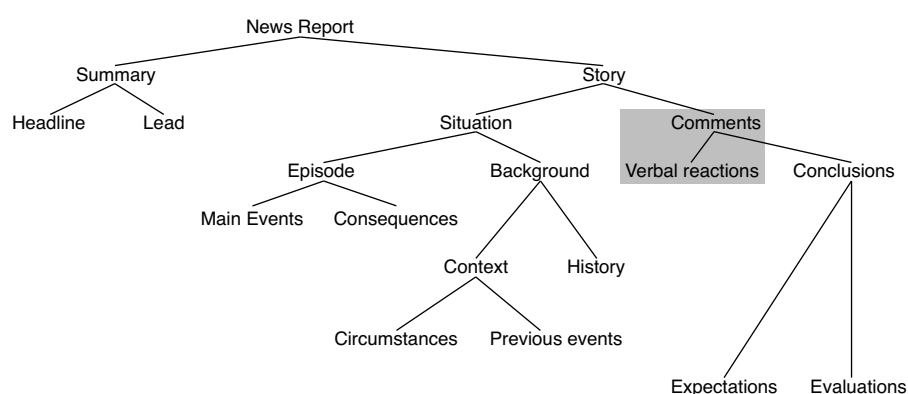 News Report
Summary Story
Headline Lead Situation Comments
Episode Background Verbal reactions Conclusions
Main Events Consequences
Context History
Circumstances Previous events
Expectations Evaluations